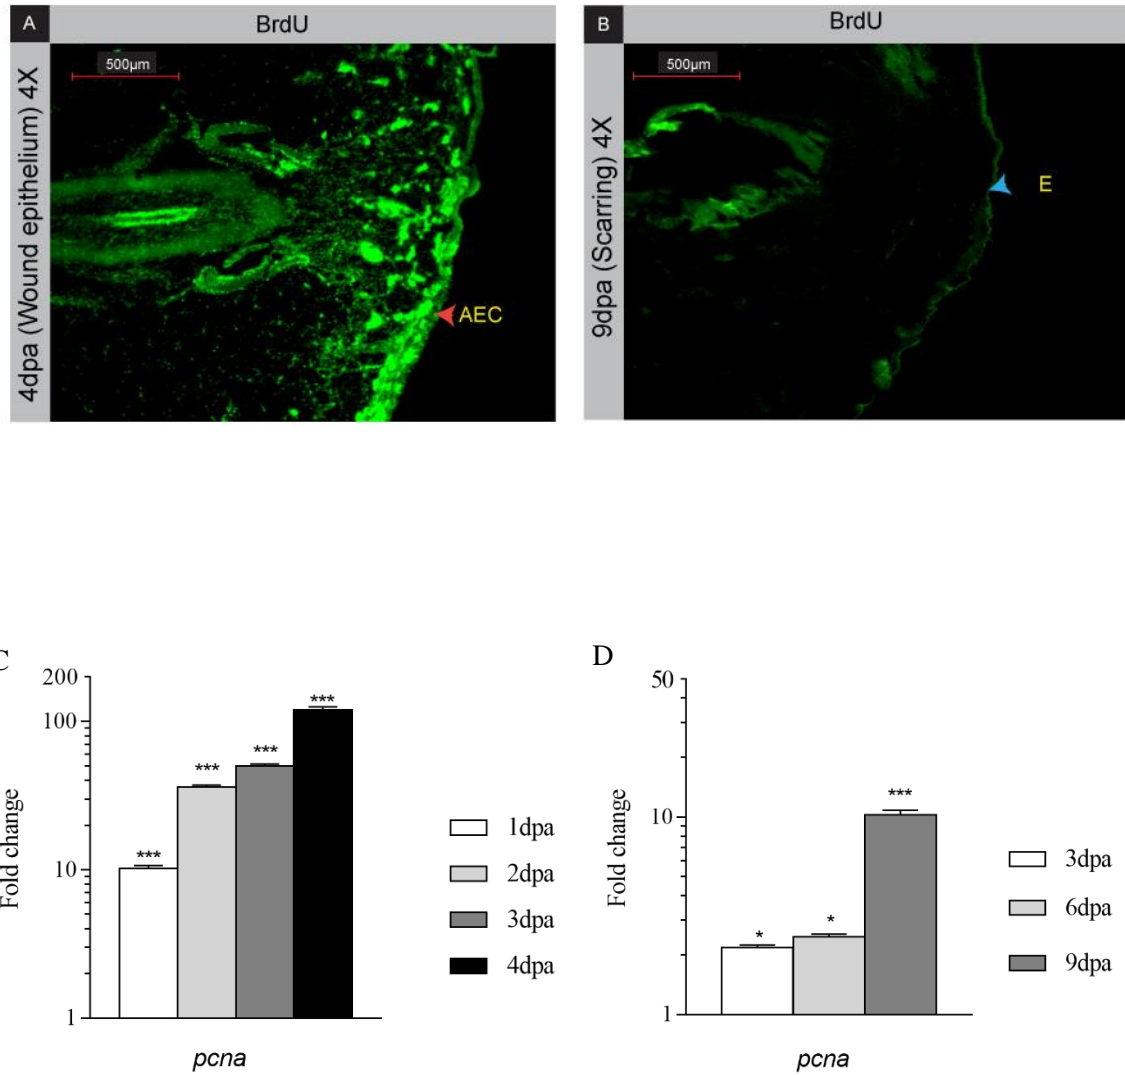 A
BrdU
4dpa (Wound epithelium) 4X
500µm
AEC
B
BrdU
9dpa (Scarring) 4X
500µm
E
C
200
100
10
1
Fold change
***
***
***
***
pcna
1dpa
2dpa
3dpa
4dpa
D
50
10
1
Fold change
*
*
***
pcna
3dpa
6dpa
9dpa